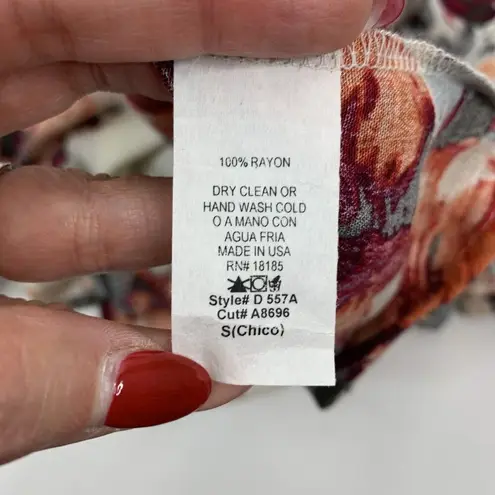 100% RAYON
DRY CLEAN OR
HAND WASH COLD
O A MANO CON
AGUA FRIA
MADE IN USA
RN# 18185
Style# D 557A
Cut# A8696
S(Chico)